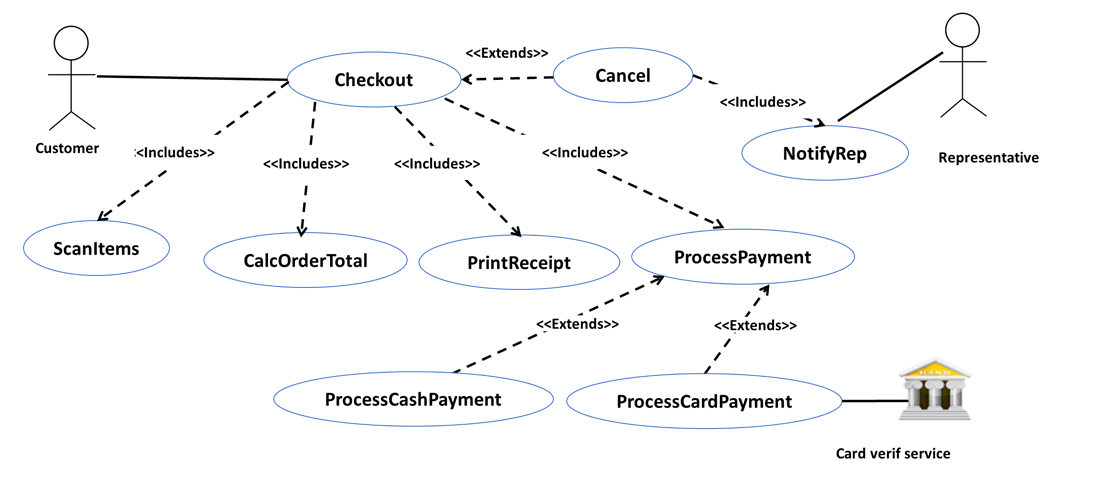 <<Extends>>
Checkout
Cancel
<<Includes>>
Customer
<<Includes>>
<<Includes>>
<<Includes>>
<<Includes>>
NotifyRep
Representative
ScanItems
CalcOrderTotal
PrintReceipt
ProcessPayment
<<Extends>>
<<Extends>>
BANK
ProcessCashPayment
ProcessCardPayment
Card verif service